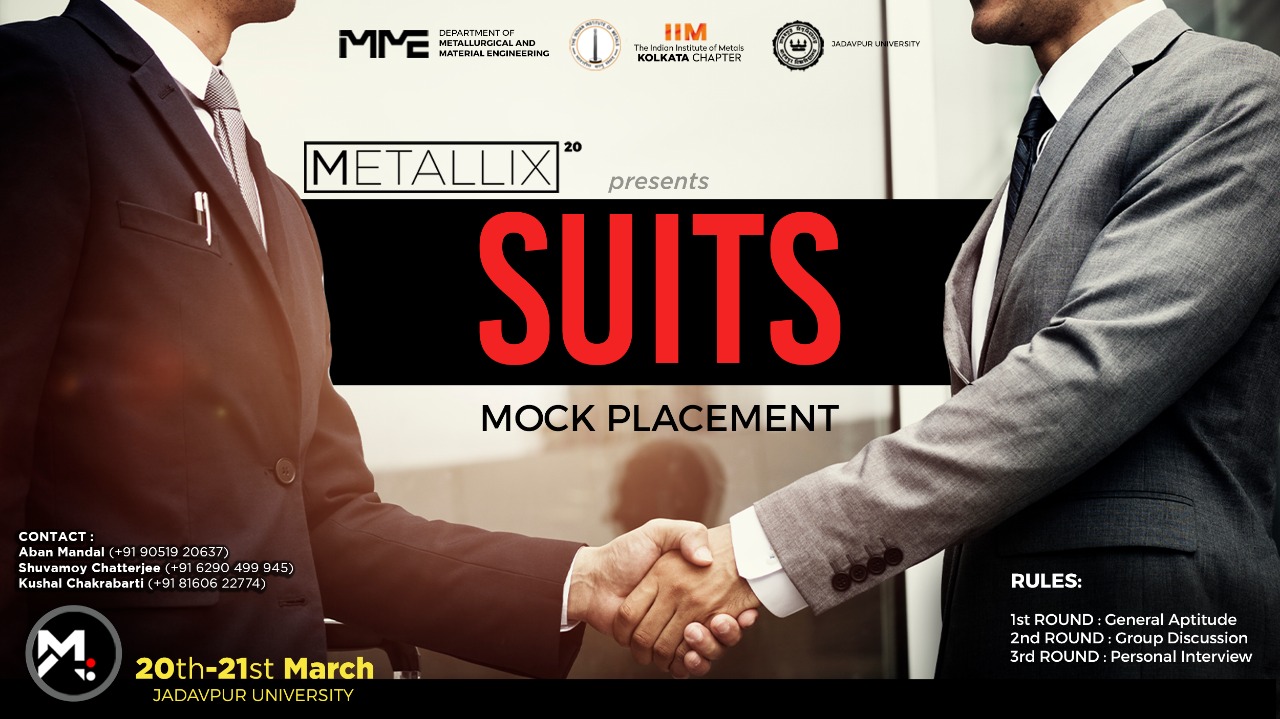 MME
DEPARTMENT OF
METALLURGICAL AND
MATERIAL ENGINEERING
IIM
The Indian Institute of Metals
KOLKATA CHAPTER
JADAVPUR UNIVERSITY
METALLIX 20
presents
SUITS
MOCK PLACEMENT
CONTACT :
Aban Mandal (+91 90519 20637)
Shuvamoy Chatterjee (+91 6290 499 945)
Kushal Chakrabarti (+91 81606 22774)
M
20th-21st March
JADAVPUR UNIVERSITY
RULES:
1st ROUND : General Aptitude
2nd ROUND : Group Discussion
3rd ROUND : Personal Interview